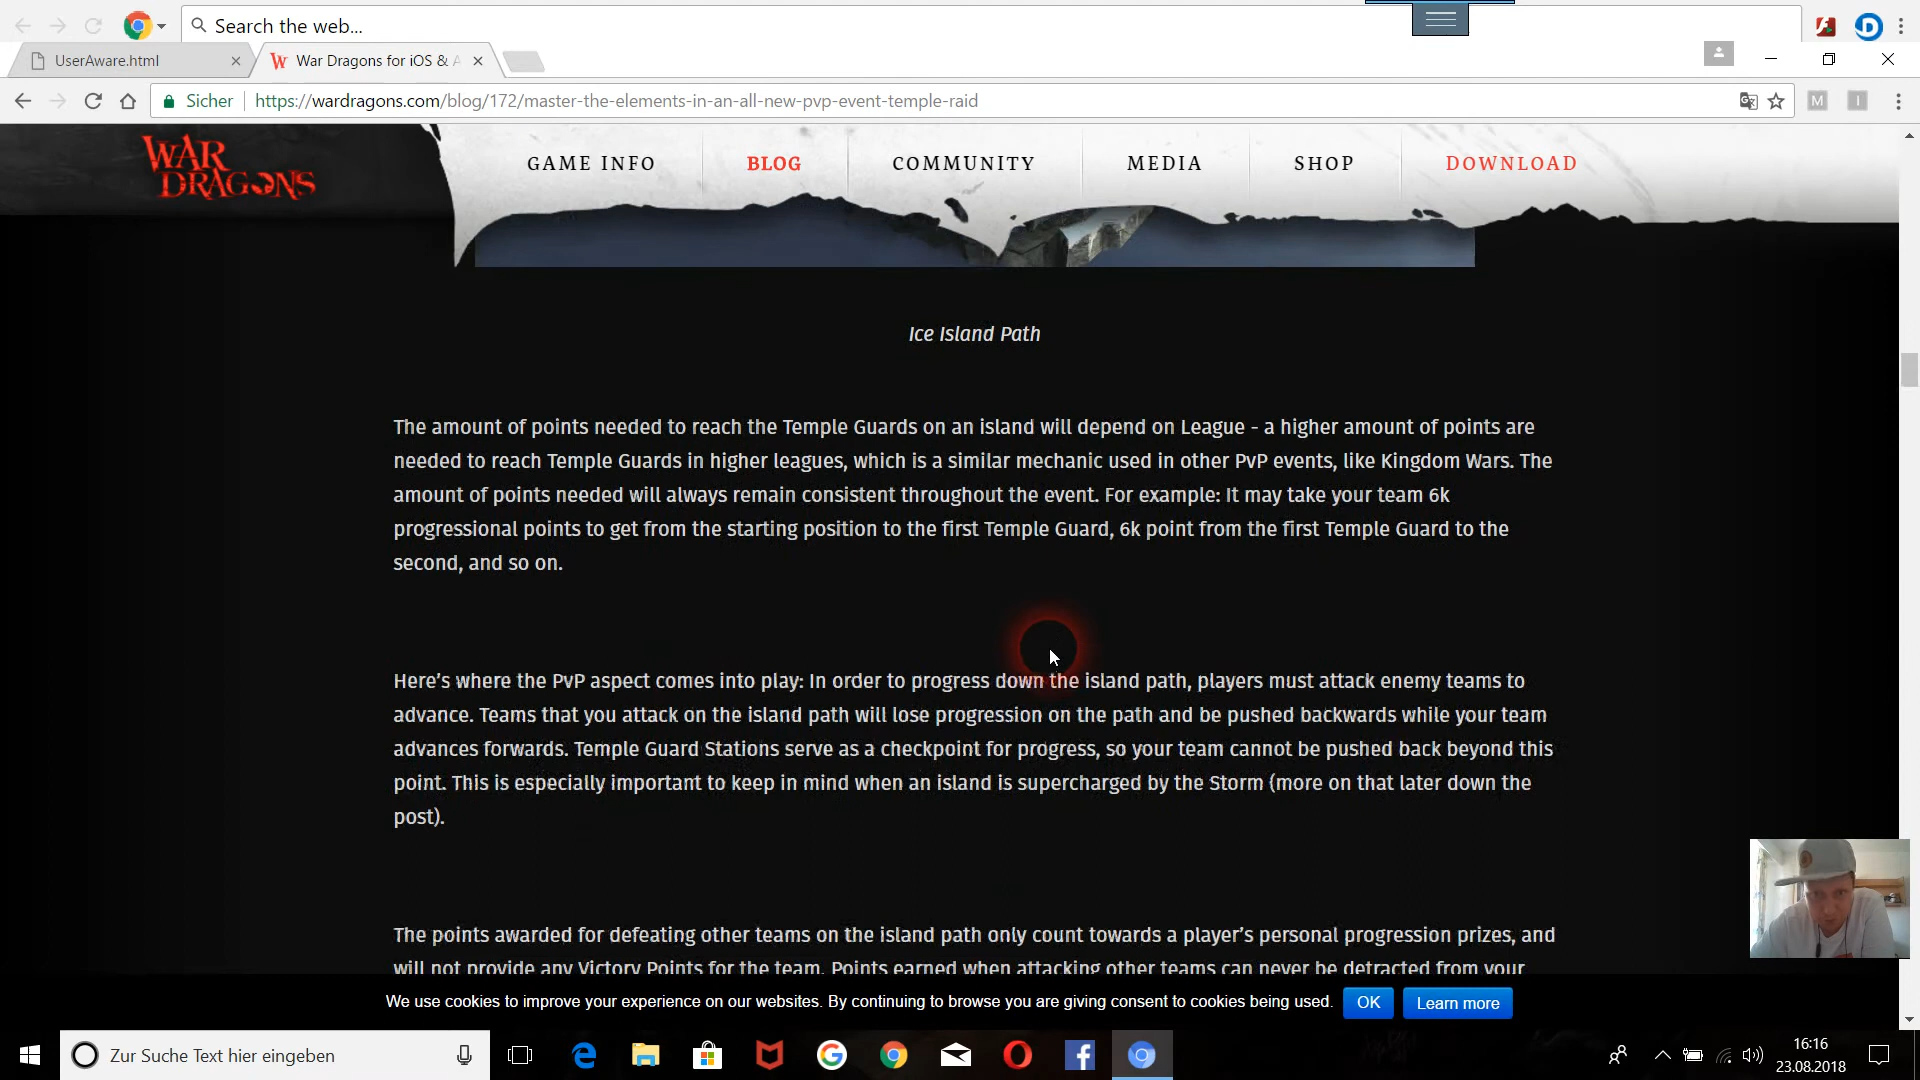 Search the web...
UserAware.html
War Dragons for iOS & A
Sicher
https://wardragons.com/blog/172/master-the-elements-in-an-all-new-pvp-event-temple-raid
M
I
WAR DRAGONS
GAME INFO
BLOG
COMMUNITY
MEDIA
SHOP
DOWNLOAD
Ice Island Path
The amount of points needed to reach the Temple Guards on an island will depend on League - a higher amount of points are
needed to reach Temple Guards in higher leagues, which is a similar mechanic used in other PvP events, like Kingdom Wars. The
amount of points needed will always remain consistent throughout the event. For example: It may take your team 6k
progressional points to get from the starting position to the first Temple Guard, 6k point from the first Temple Guard to the
second, and so on.
Here's where the PvP aspect comes into play: In order to progress down the island path, players must attack enemy teams to
advance. Teams that you attack on the island path will lose progression on the path and be pushed backwards while your team
advances forwards. Temple Guard Stations serve as a checkpoint for progress, so your team cannot be pushed back beyond this
point. This is especially important to keep in mind when an island is supercharged by the Storm (more on that later down the
post).
The points awarded for defeating other teams on the island path only count towards a player's personal progression prizes, and
will not provide any Victory Points for the team. Points earned when attacking other teams can never be detracted from your
We use cookies to improve your experience on our websites. By continuing to browse you are giving consent to cookies being used.
OK
Learn more
Zur Suche Text hier eingeben
16:16
23.08.2018